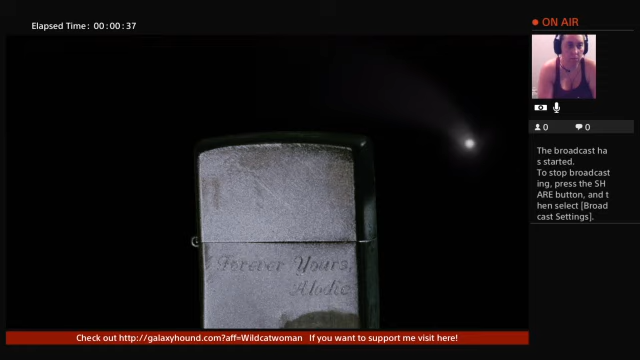 Elapsed Time: 00:00:37
ON AIR
0 0
The broadcast ha
s started.
To stop broadcast
ing, press the SH
ARE button, and t
hen select [Broad
cast Settings].
Forever Yours,
Alodie
Check out http://galaxyhound.com?aff=Wildcatwoman If you want to support me visit here!